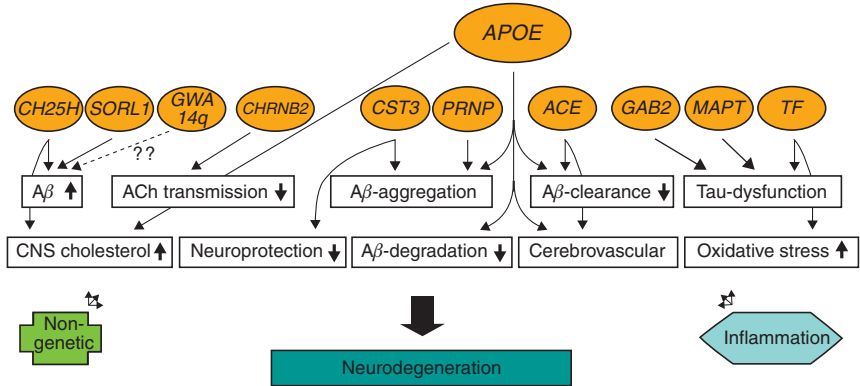 APOE
CH25H
SORL1
GWA
14q
CHRNB2
CST3
PRNP
ACE
GAB2
MAPT
TF
??
Aβ
ACh transmission
Aβ-aggregation
Aβ-clearance
Tau-dysfunction
CNS cholesterol
Neuroprotection
Aβ-degradation
Cerebrovascular
Oxidative stress
Non-
genetic
Inflammation
Neurodegeneration